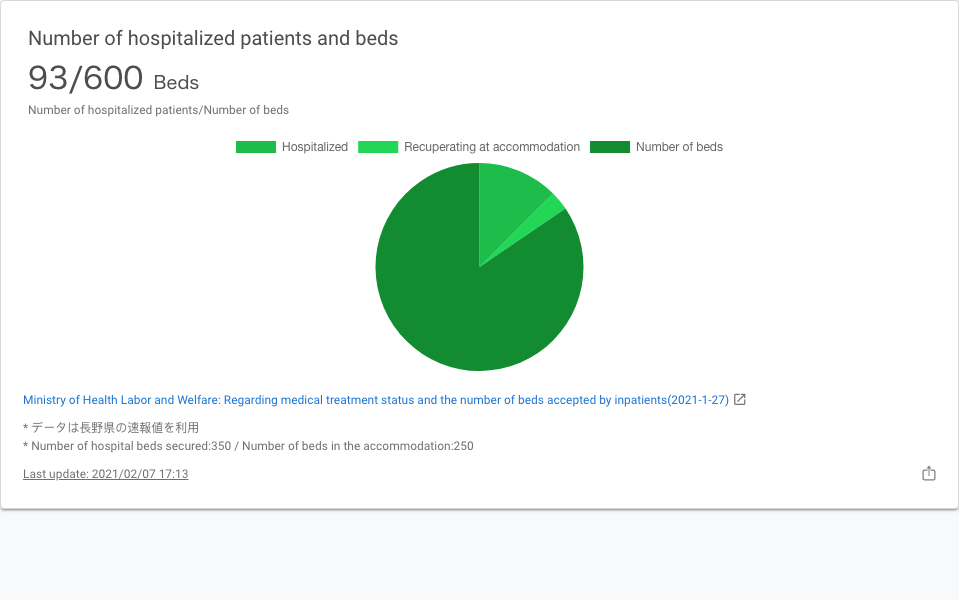 Number of hospitalized patients and beds
93/600 Beds
Number of hospitalized patients/Number of beds
Hospitalized Recuperating at accommodation Number of beds
Ministry of Health Labor and Welfare: Regarding medical treatment status and the number of beds accepted by inpatients(2021-1-27)
* データは長野県の速報値を利用
* Number of hospital beds secured:350 / Number of beds in the accommodation:250
Last update: 2021/02/07 17:13